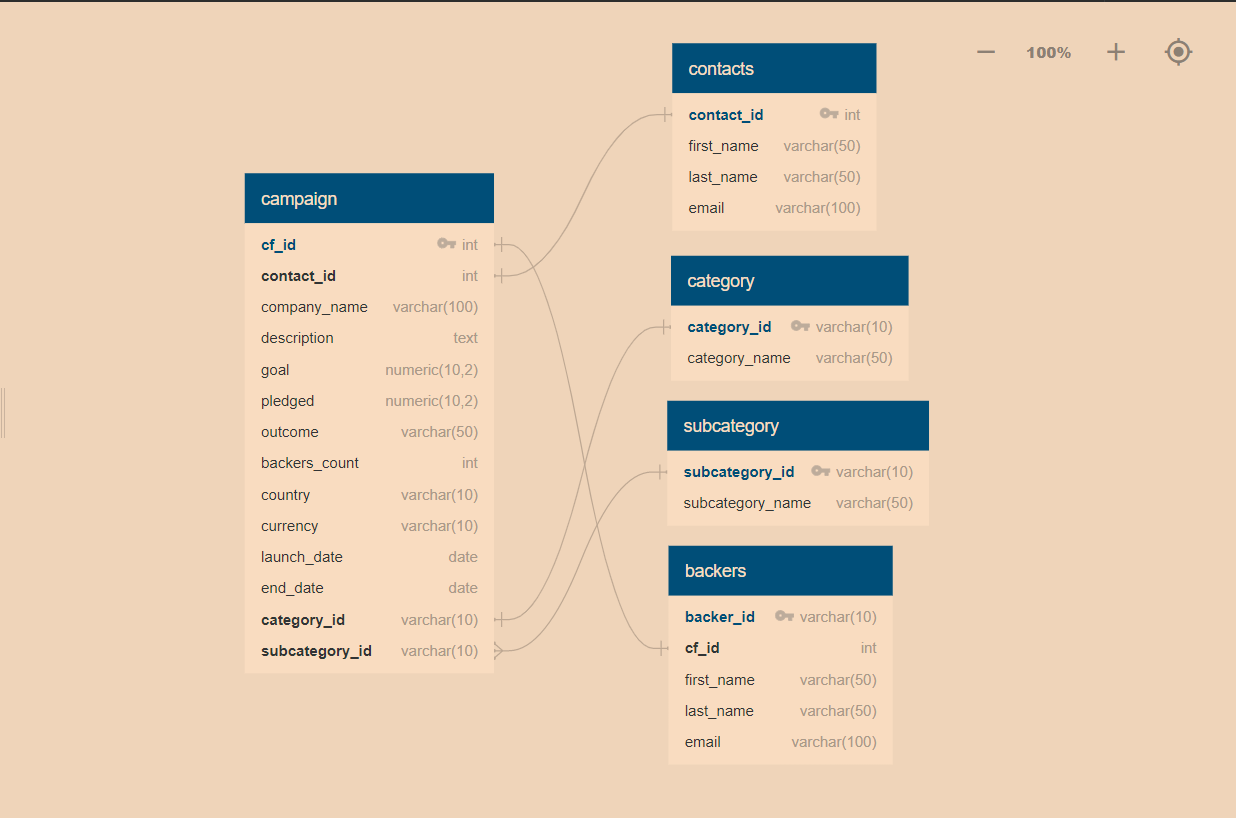 100%
campaign
cf_id int
contact_id int
company_name varchar(100)
description text
goal numeric(10,2)
pledged numeric(10,2)
outcome varchar(50)
backers_count int
country varchar(10)
currency varchar(10)
launch_date date
end_date date
category_id varchar(10)
subcategory_id varchar(10)
contacts
contact_id int
first_name varchar(50)
last_name varchar(50)
email varchar(100)
category
category_id varchar(10)
category_name varchar(50)
subcategory
subcategory_id varchar(10)
subcategory_name varchar(50)
backers
backer_id varchar(10)
cf_id int
first_name varchar(50)
last_name varchar(50)
email varchar(100)